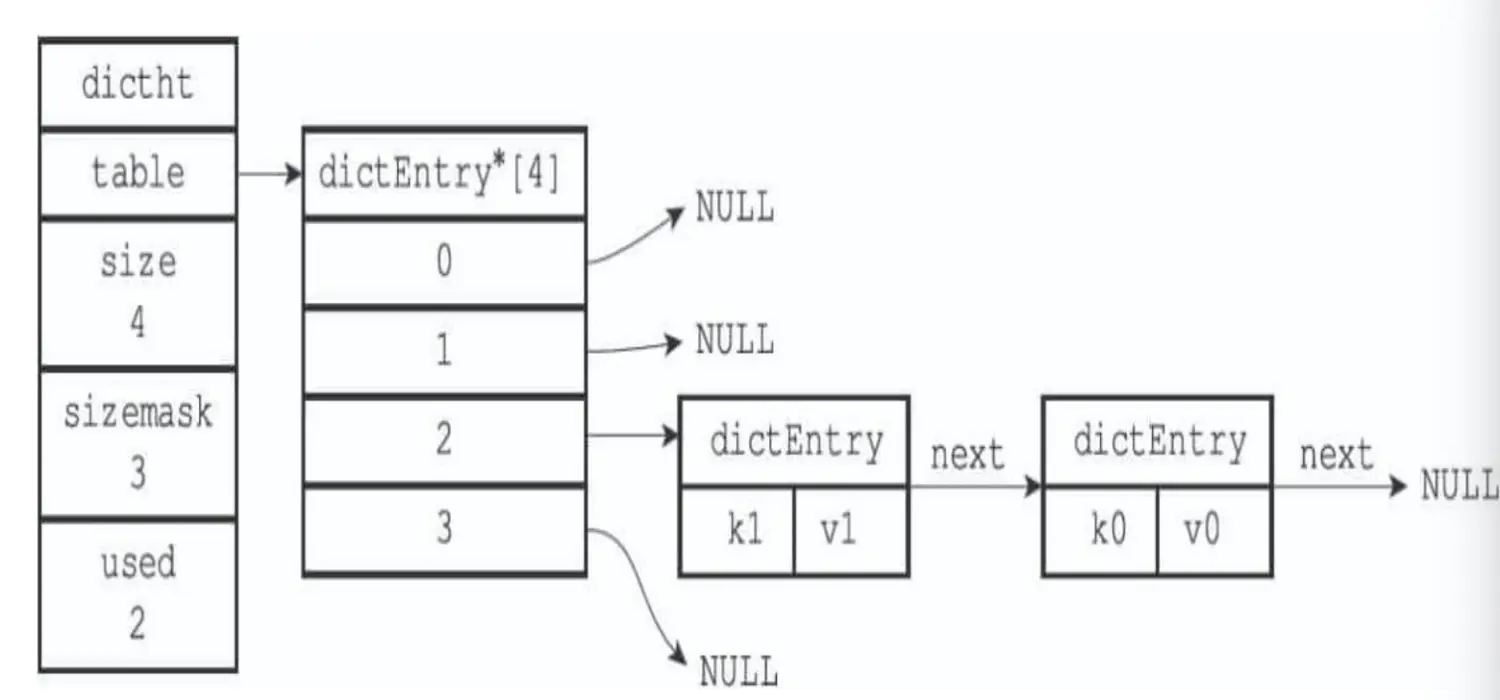 dictht
table
size
4
sizemask
3
used
2
dictEntry*[4]
0
1
2
3
NULL
NULL
dictEntry
k1 v1
next
dictEntry
k0 v0
next
NULL
NULL